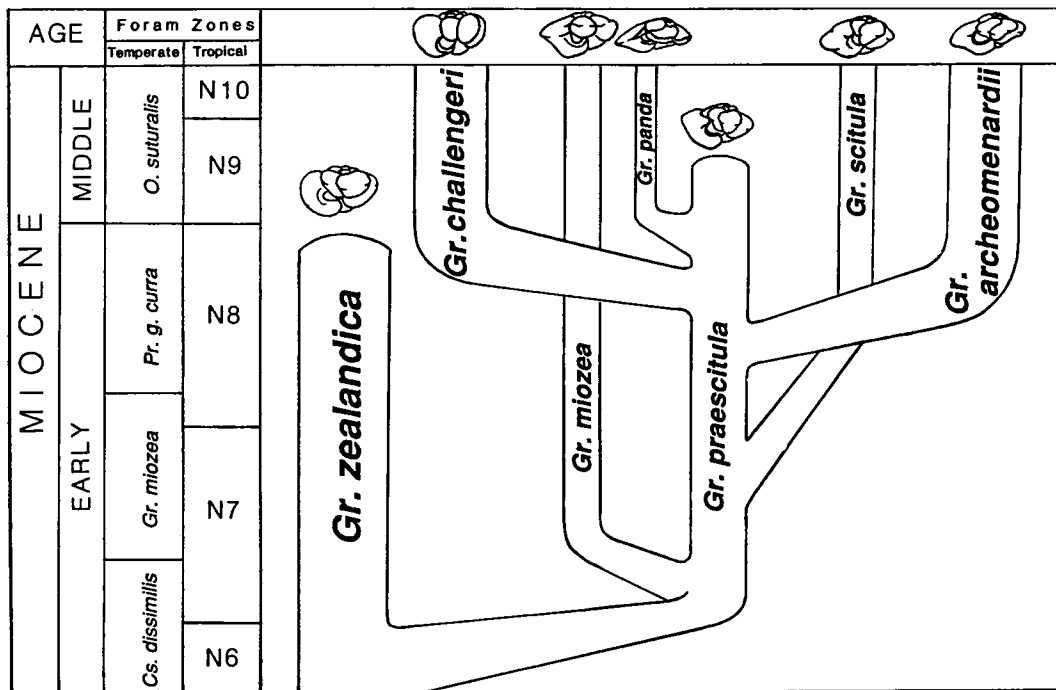 AGE
Foram Zones
Temperate
Tropical
MIOCENE
MIDDLE
EARLY
O. suturalis
Pr. g. curra
Gr. miozea
Cs. dissimilis
N10
N9
N8
N7
N6
Gr. zealandica
Gr. challengeri
Gr. miozea
Gr. panda
Gr. praescitula
Gr. scitula
Gr.
archeomenardii